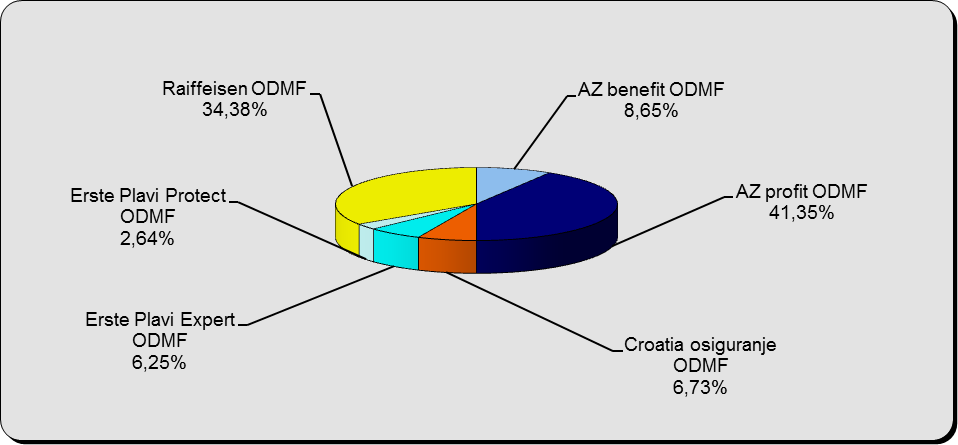 Raiffeisen ODMF
34,38%
AZ benefit ODMF
8,65%
Erste Plavi Protect
ODMF
2,64%
AZ profit ODMF
41,35%
Erste Plavi Expert
ODMF
6,25%
Croatia osiguranje
ODMF
6,73%